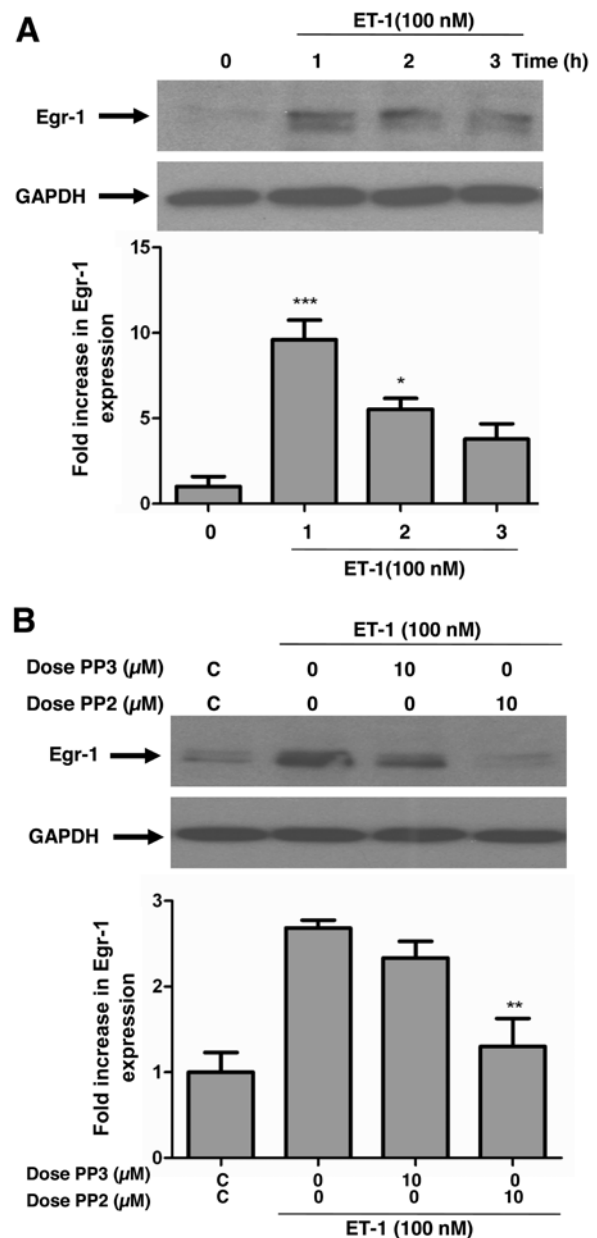 A
ET-1(100 nM)
0 1 2 3 Time (h)
Egr-1
GAPDH
Fold increase in Egr-1
expression
15
10
5
0
***
*
0 1 2 3
ET-1(100 nM)
B
ET-1 (100 nM)
Dose PP3 (µM) C 0 10 0
Dose PP2 (µM) C 0 0 10
Egr-1
GAPDH
Fold increase in Egr-1
expression
3
2
1
0
**
Dose PP3 (µM) C 0 10 0
Dose PP2 (µM) C 0 0 10
ET-1 (100 nM)